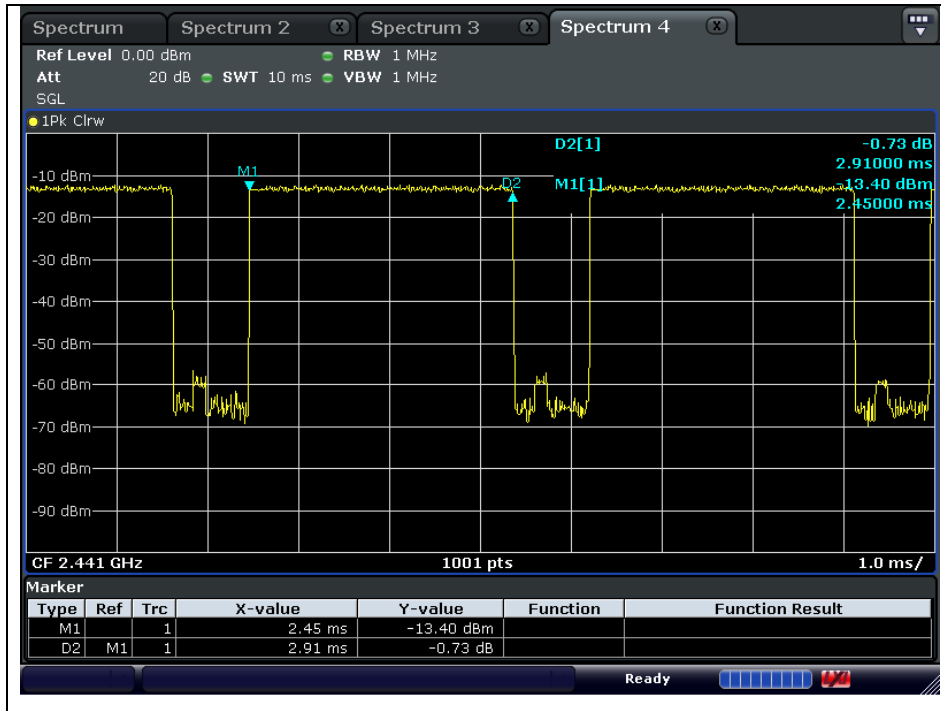 Spectrum Spectrum 2 Spectrum 3 Spectrum 4
Ref Level 0.00 dBm RBW 1 MHz
Att 20 dB SWT 10 ms VBW 1 MHz
SGL
1Pk Clrw
D2[1] -0.73 dB
2.91000 ms
M1[1] -13.40 dBm
2.45000 ms
M1
D2
-10 dBm
-20 dBm
-30 dBm
-40 dBm
-50 dBm
-60 dBm
-70 dBm
-80 dBm
-90 dBm
CF 2.441 GHz 1001 pts 1.0 ms/
Marker
Type Ref Trc X-value Y-value Function Function Result
M1 1 2.45 ms -13.40 dBm
D2 M1 1 2.91 ms -0.73 dB
Ready